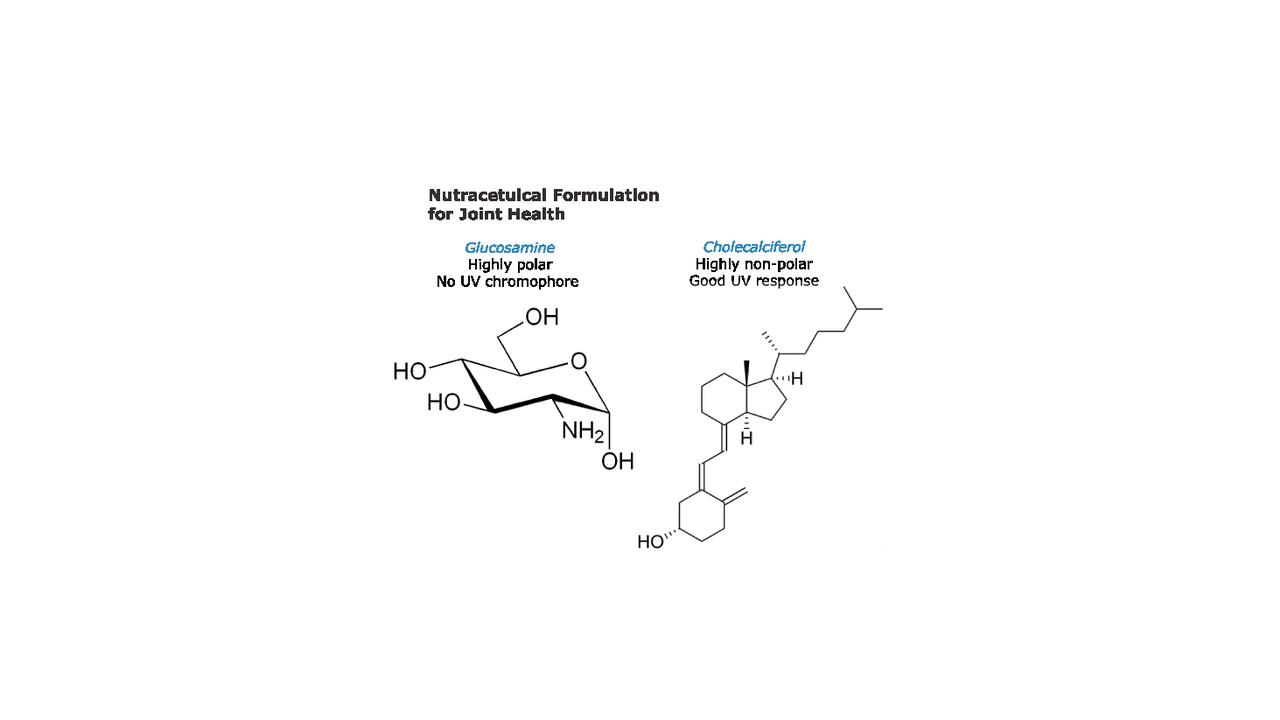 Nutracetuical Formulation
for Joint Health
Glucosamine
Highly polar
No UV chromophore
Cholecalciferol
Highly non-polar
Good UV response
OH
HO
O
HO
NH₂
OH
H
H
HO